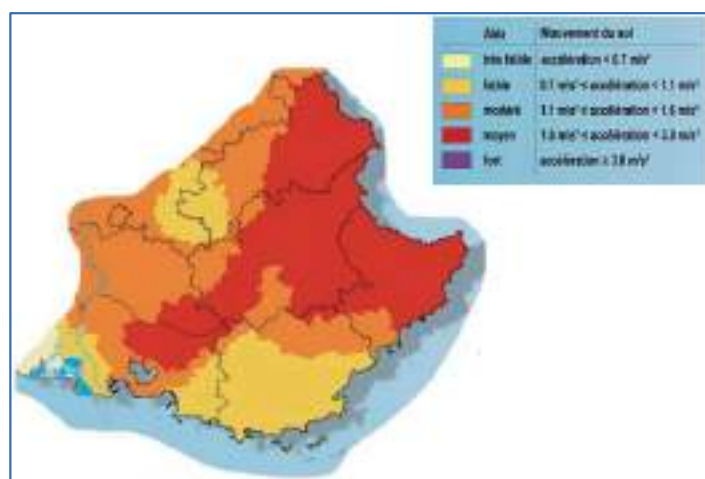 Aléa Mouvement du sol
très faible accélération < 0.7 m/s²
faible 0.7 m/s² ≤ accélération < 1.1 m/s²
modéré 1.1 m/s² ≤ accélération < 1.6 m/s²
moyen 1.6 m/s² ≤ accélération < 3.0 m/s²
fort accélération ≥ 3.0 m/s²